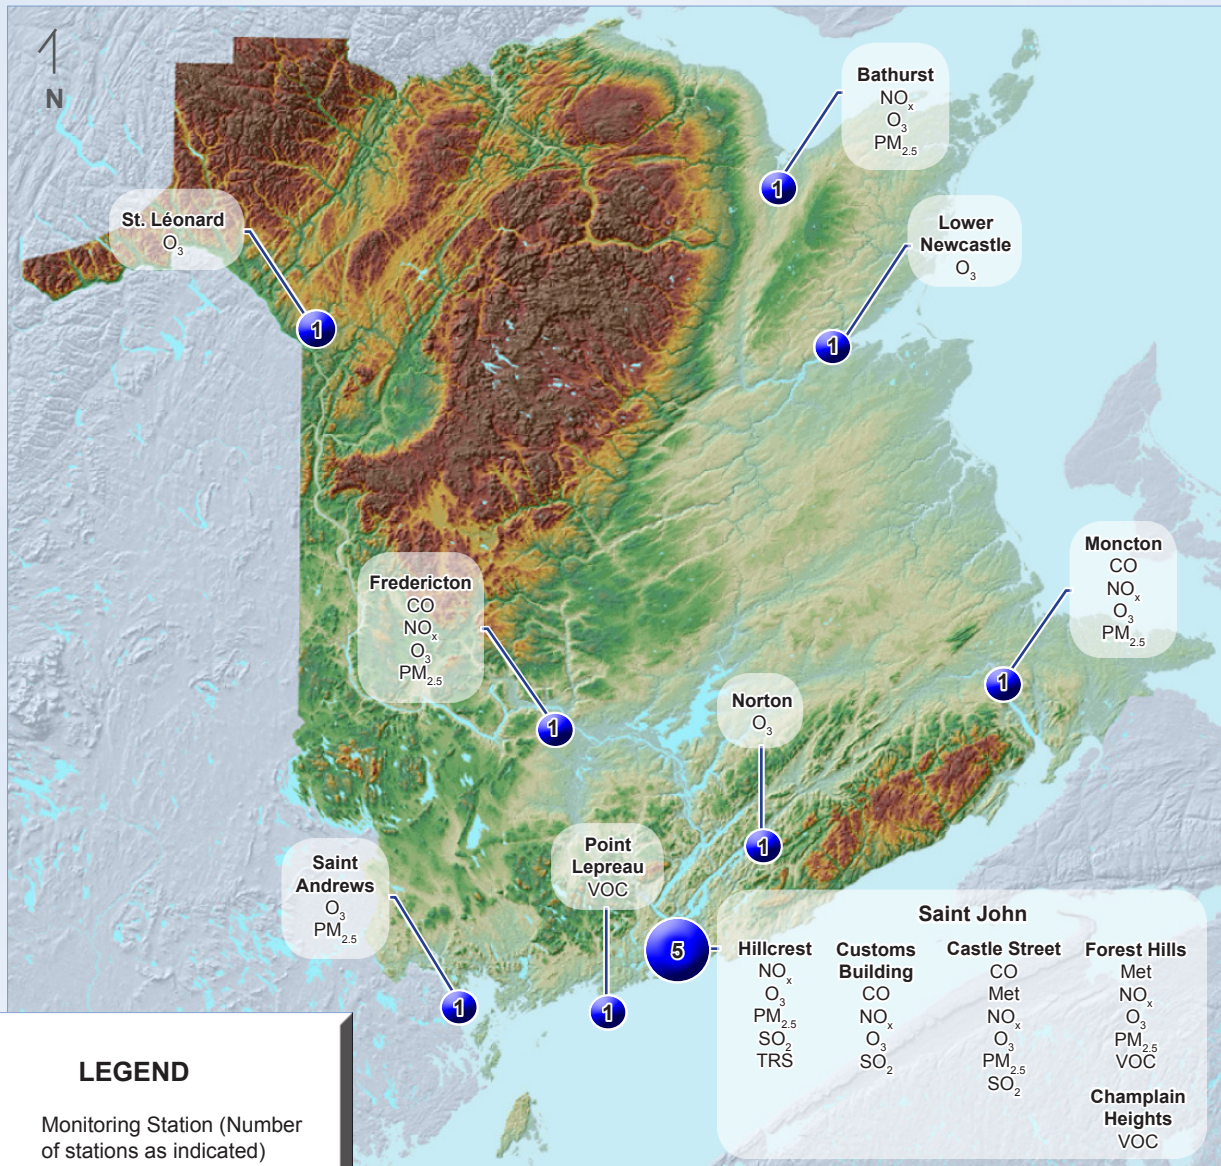 N
Bathurst
NOx
O3
PM2.5
1
St. Léonard
O3
1
Lower
Newcastle
O3
1
Moncton
CO
NOx
O3
PM2.5
1
Fredericton
CO
NOx
O3
PM2.5
1
Norton
O3
1
Saint
Andrews
O3
PM2.5
1
Point
Lepreau
VOC
1
5
Saint John
Hillcrest
NOx
O3
PM2.5
SO2
TRS
Customs
Building
CO
NOx
O3
SO2
Castle Street
CO
Met
NOx
O3
PM2.5
SO2
Forest Hills
Met
NOx
O3
PM2.5
VOC
Champlain
Heights
VOC
LEGEND
Monitoring Station (Number
of stations as indicated)